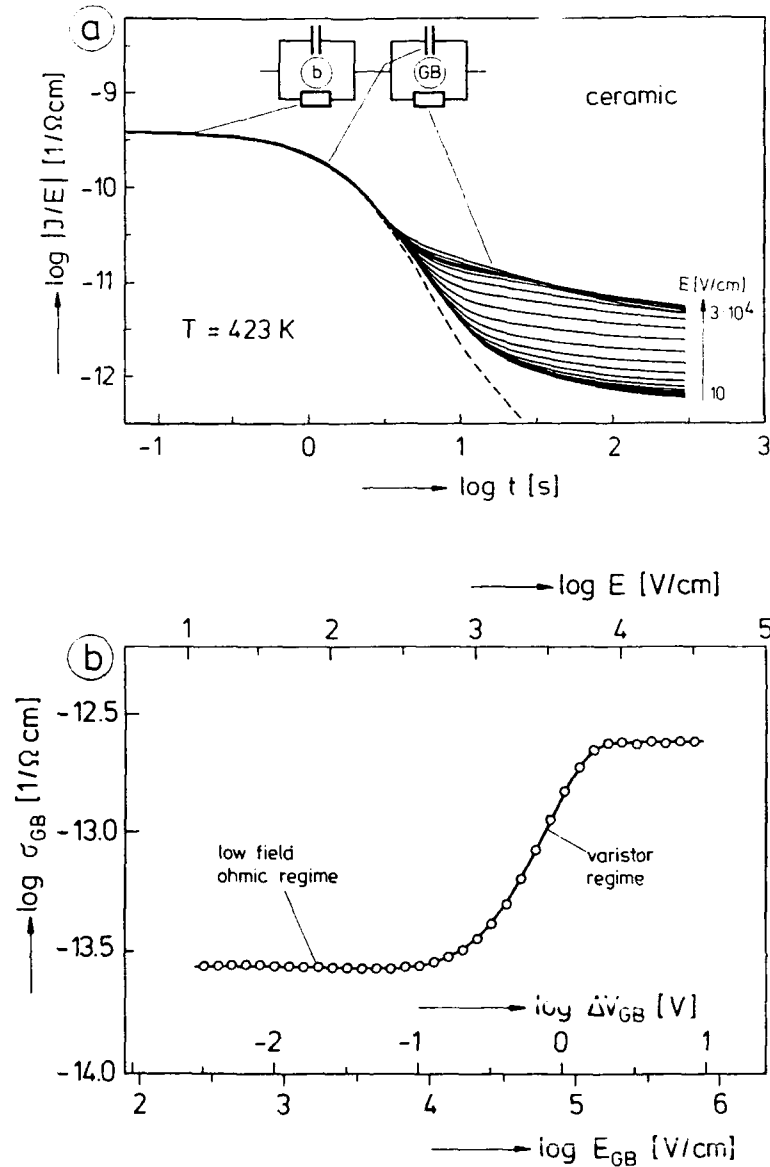 a
b
GB
ceramic
log |J/E| [1/Ωcm]
-9
-10
-11
-12
T = 423 K
E [V/cm]
3·10⁴
10
-1 0 1 2 3
log t [s]
log E [V/cm]
1 2 3 4 5
b
log σGB [1/Ωcm]
-12.5
-13.0
-13.5
-14.0
low field
ohmic regime
varistor
regime
log ΔVGB [V]
-2 -1 0 1
2 3 4 5 6
log EGB [V/cm]